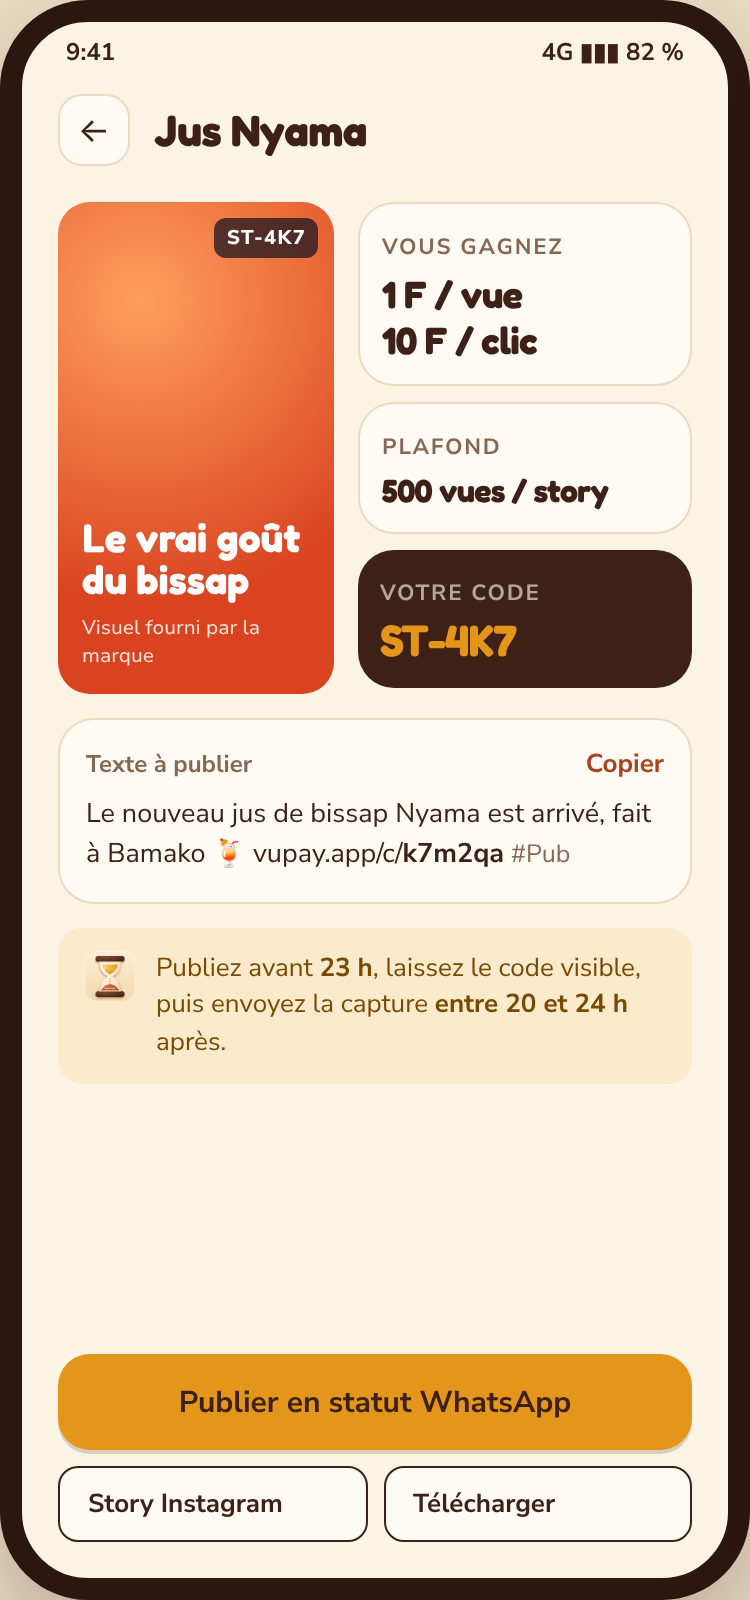 9:41
4G 82 %
Jus Nyama
ST-4K7
Le vrai goût
du bissap
Visuel fourni par la
marque
VOUS GAGNEZ
1 F / vue
10 F / clic
PLAFOND
500 vues / story
VOTRE CODE
ST-4K7
Texte à publier
Copier
Le nouveau jus de bissap Nyama est arrivé, fait
à Bamako 🍹 vupay.app/c/k7m2qa #Pub
Publiez avant 23 h, laissez le code visible,
puis envoyez la capture entre 20 et 24 h
après.
Publier en statut WhatsApp
Story Instagram
Télécharger